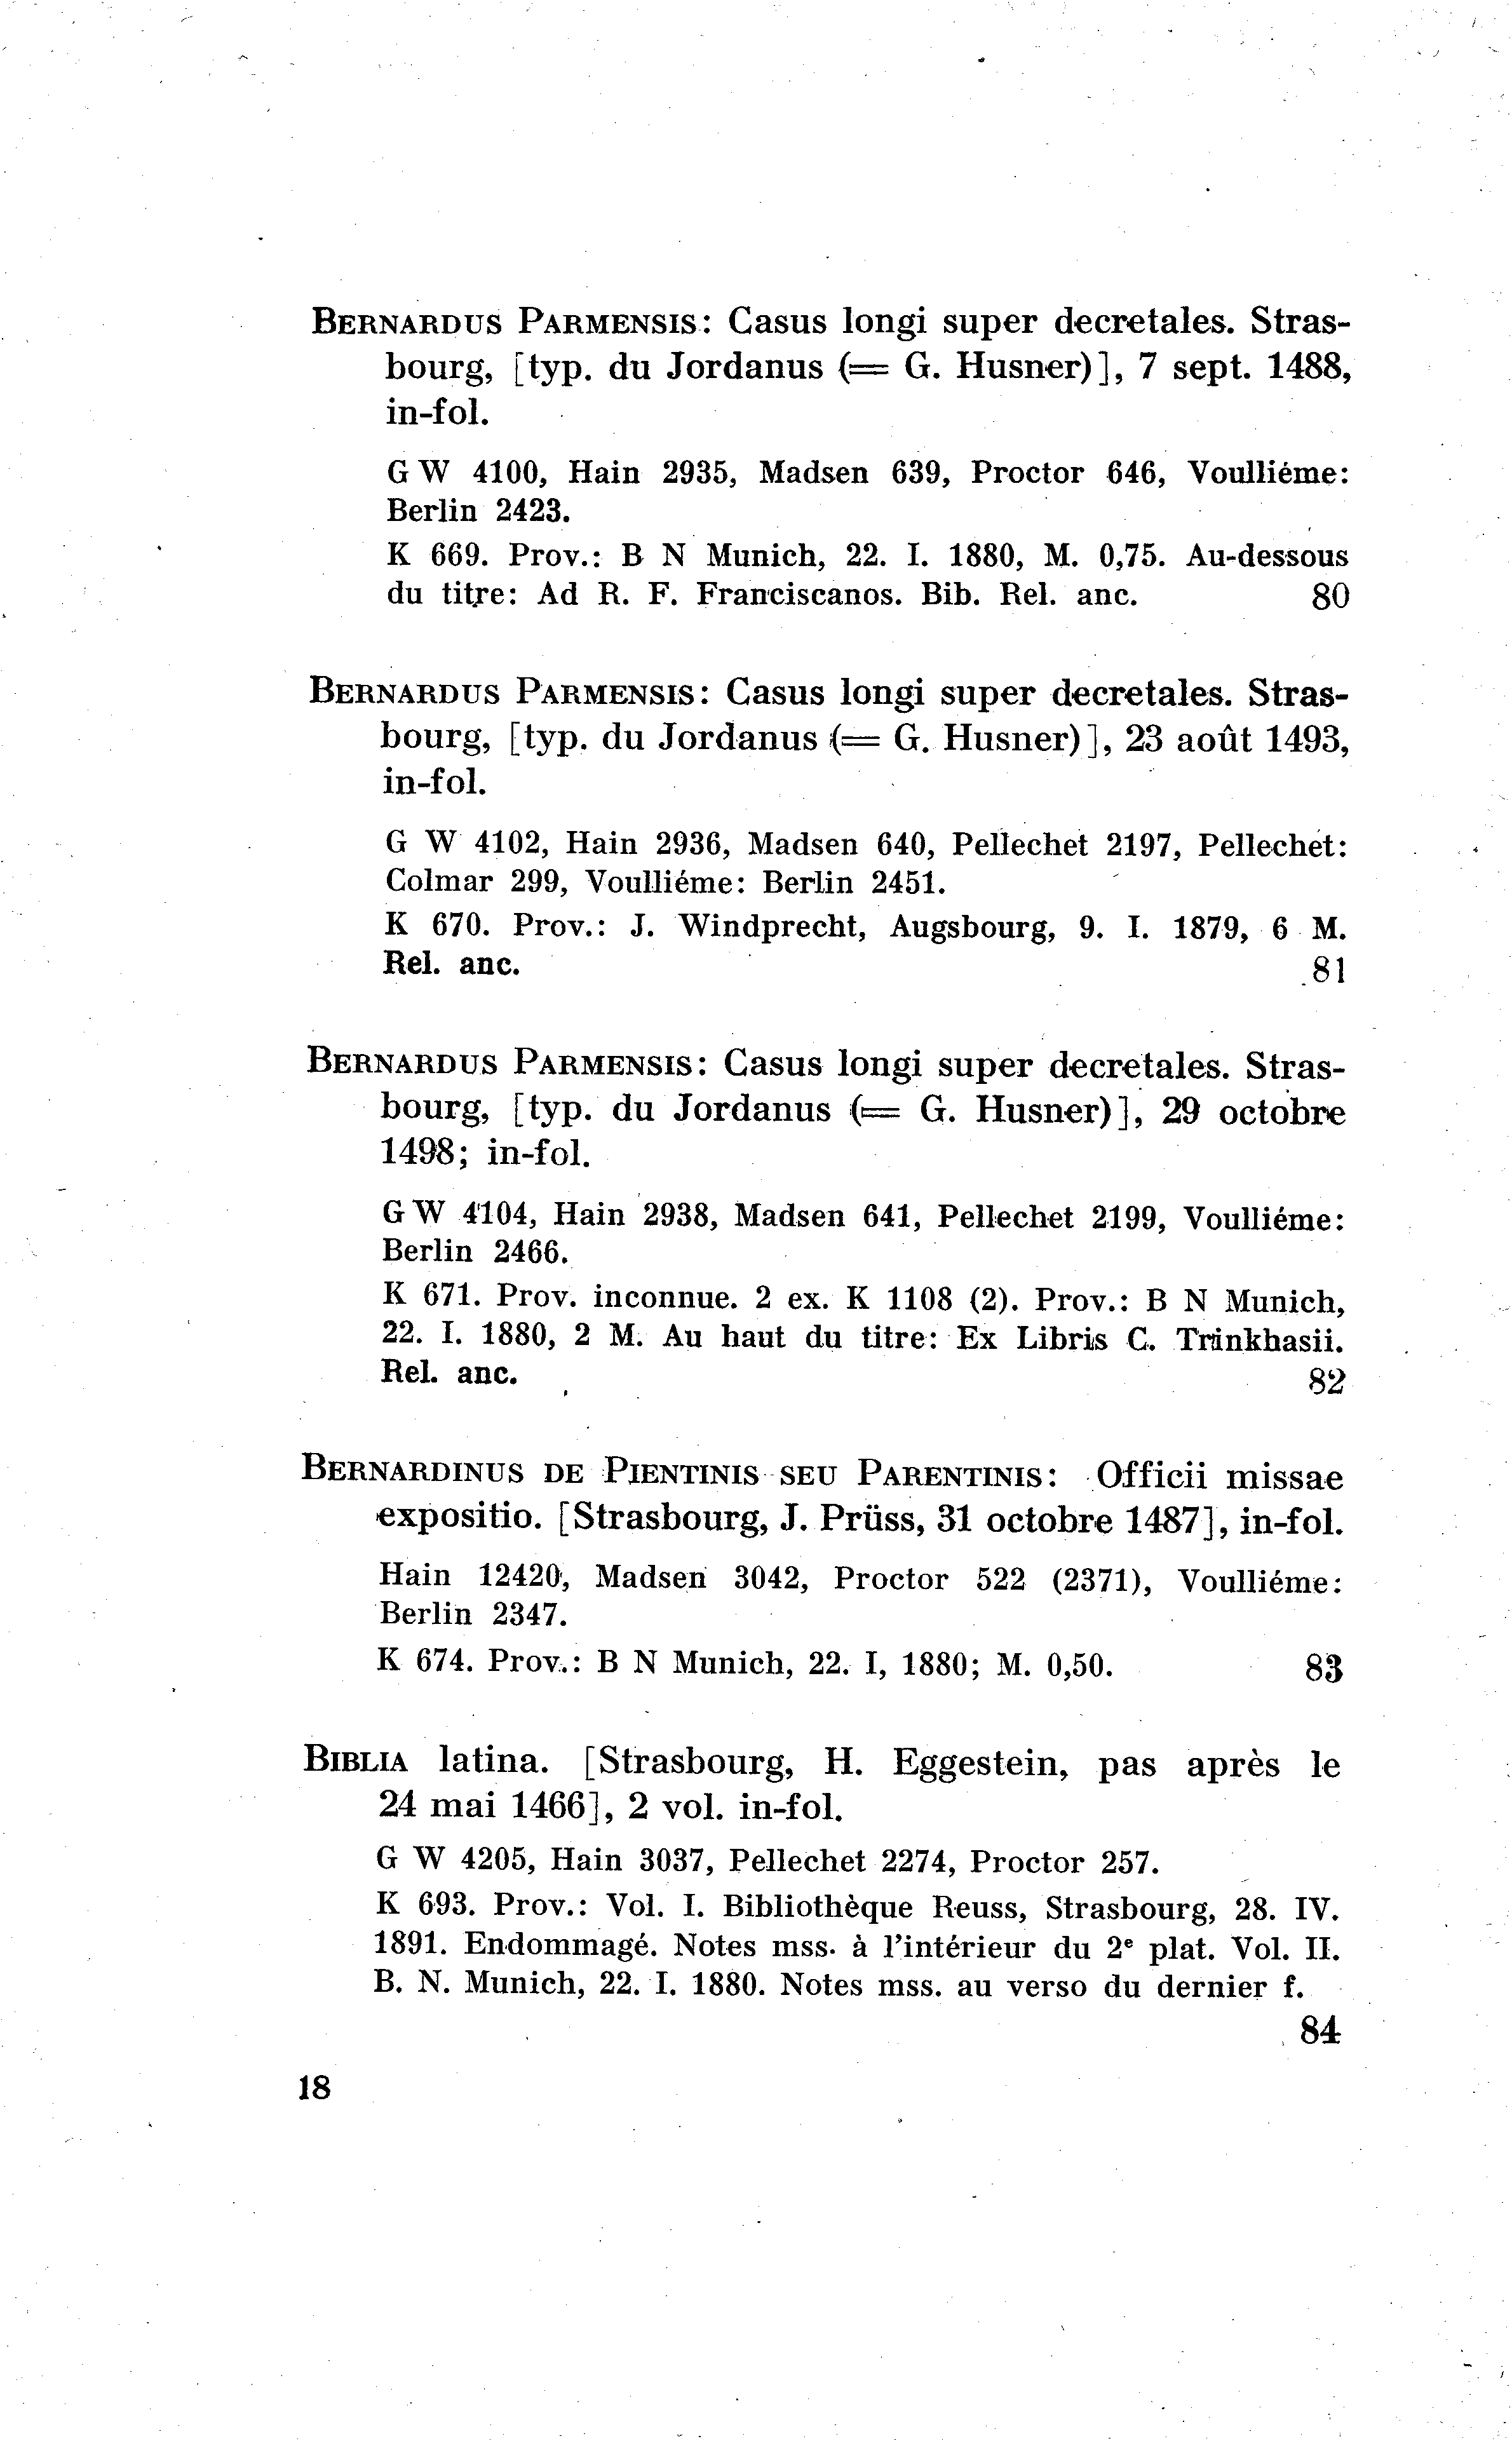 BERNARDUS PARMENSIS: Casus longi super decretales. Stras-
bourg, [typ. du Jordanus (= G. Husner)], 7 sept. 1488,
in-fol.
G W 4100, Hain 2935, Madsen 639, Proctor 646, Voulliéme:
Berlin 2423.
K 669. Prov.: B N Munich, 22. I. 1880, M. 0,75. Au-dessous
du titre: Ad R. F. Franciscanos. Bib. Rel. anc. 80
BERNARDUS PARMENSIS: Casus longi super decretales. Stras-
bourg, [typ. du Jordanus (= G. Husner)], 23 août 1493,
in-fol.
G W 4102, Hain 2936, Madsen 640, Pellechet 2197, Pellechet:
Colmar 299, Voulliéme: Berlin 2451.
K 670. Prov.: J. Windprecht, Augsbourg, 9. I. 1879, 6 M.
Rel. anc. 81
BERNARDUS PARMENSIS: Casus longi super decretales. Stras-
bourg, [typ. du Jordanus (= G. Husner)], 29 octobre
1498; in-fol.
G W 4104, Hain 2938, Madsen 641, Pellechet 2199, Voulliéme:
Berlin 2466.
K 671. Prov. inconnue. 2 ex. K 1108 (2). Prov.: B N Munich,
22. I. 1880, 2 M. Au haut du titre: Ex Libris C. Trinkhasii.
Rel. anc. 82
BERNARDINUS DE PIENTINIS SEU PARENTINIS: Officii missae
expositio. [Strasbourg, J. Prüss, 31 octobre 1487], in-fol.
Hain 12420, Madsen 3042, Proctor 522 (2371), Voulliéme:
Berlin 2347.
K 674. Prov.: B N Munich, 22. I, 1880; M. 0,50. 83
BIBLIA latina. [Strasbourg, H. Eggestein, pas après le
24 mai 1466], 2 vol. in-fol.
G W 4205, Hain 3037, Pellechet 2274, Proctor 257.
K 693. Prov.: Vol. I. Bibliothèque Reuss, Strasbourg, 28. IV.
1891. Endommagé. Notes mss. à l'intérieur du 2e plat. Vol. II.
B. N. Munich, 22. I. 1880. Notes mss. au verso du dernier f.
84
18